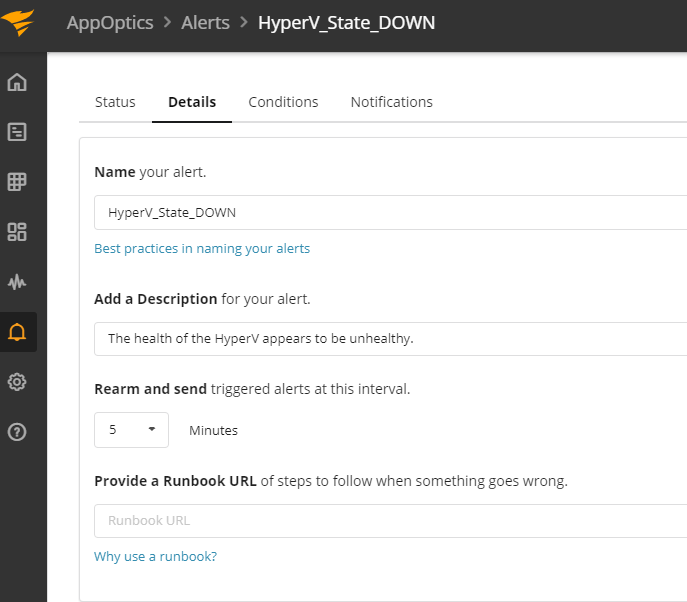 AppOptics > Alerts > HyperV_State_DOWN
Status Details Conditions Notifications
Name your alert.
HyperV_State_DOWN
Best practices in naming your alerts
Add a Description for your alert.
The health of the HyperV appears to be unhealthy.
Rearm and send triggered alerts at this interval.
5 Minutes
Provide a Runbook URL of steps to follow when something goes wrong.
Runbook URL
Why use a runbook?